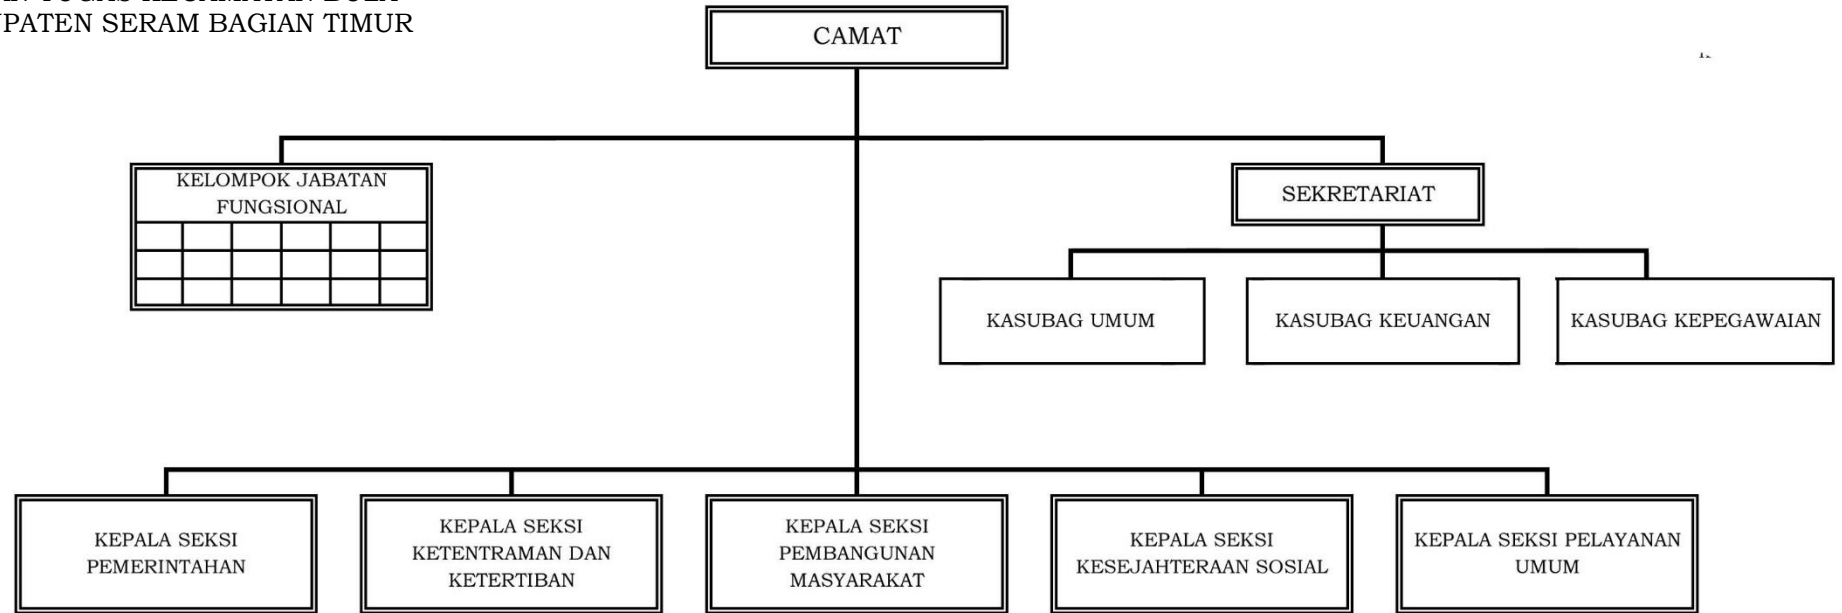 PATEN SERAM BAGIAN TIMUR
CAMAT
KELOMPOK JABATAN
FUNGSIONAL
SEKRETARIAT
KASUBAG UMUM
KASUBAG KEUANGAN
KASUBAG KEPEGAWAIAN
KEPALA SEKSI
PEMERINTAHAN
KEPALA SEKSI
KETENTRAMAN DAN
KETERTIBAN
KEPALA SEKSI
PEMBANGUNAN
MASYARAKAT
KEPALA SEKSI
KESEJAHTERAAN SOSIAL
KEPALA SEKSI PELAYANAN
UMUM